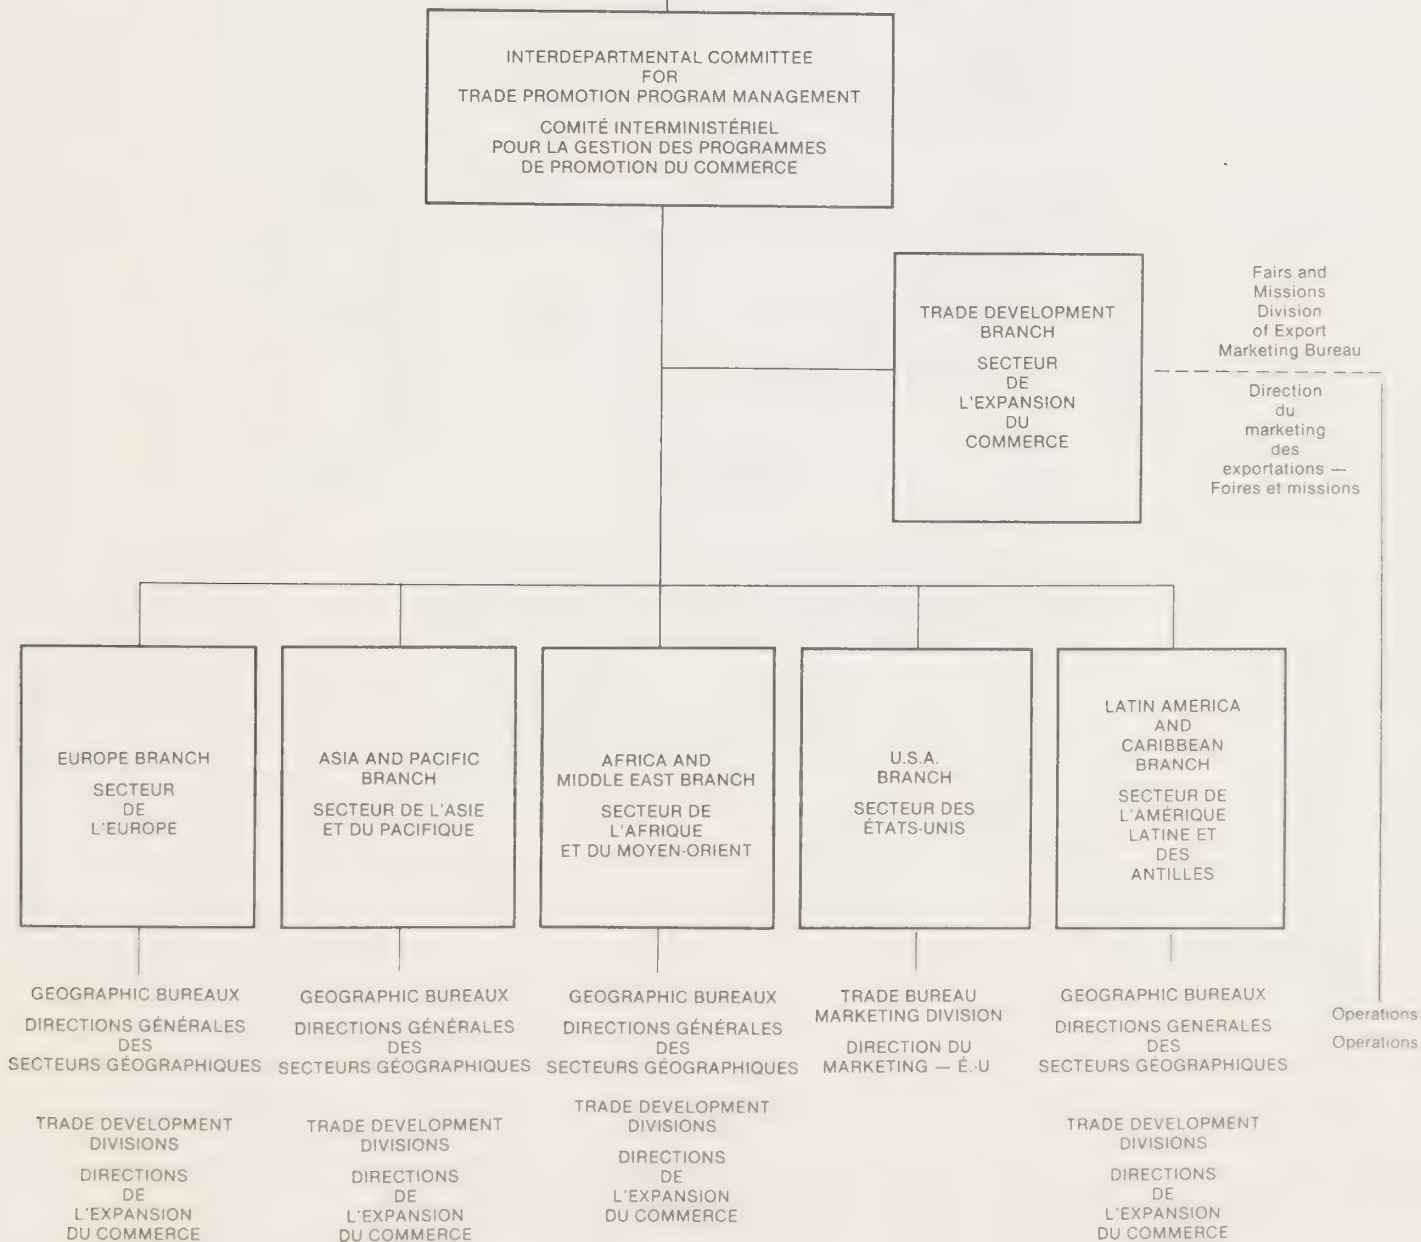 INTERDEPARTMENTAL COMMITTEE
FOR
TRADE PROMOTION PROGRAM MANAGEMENT
COMITÉ INTERMINISTÉRIEL
POUR LA GESTION DES PROGRAMMES
DE PROMOTION DU COMMERCE
TRADE DEVELOPMENT
BRANCH
SECTEUR
DE
L'EXPANSION
DU
COMMERCE
Fairs and
Missions
Division
of Export
Marketing Bureau
Direction
du
marketing
des
exportations —
Foires et missions
EUROPE BRANCH
SECTEUR
DE
L'EUROPE
ASIA AND PACIFIC
BRANCH
SECTEUR DE L'ASIE
ET DU PACIFIQUE
AFRICA AND
MIDDLE EAST BRANCH
SECTEUR DE
L'AFRIQUE
ET DU MOYEN-ORIENT
U.S.A.
BRANCH
SECTEUR DES
ÉTATS-UNIS
LATIN AMERICA
AND
CARIBBEAN
BRANCH
SECTEUR DE
L'AMÉRIQUE
LATINE ET
DES
ANTILLES
GEOGRAPHIC BUREAUX
DIRECTIONS GÉNÉRALES
DES
SECTEURS GÉOGRAPHIQUES
TRADE DEVELOPMENT
DIVISIONS
DIRECTIONS
DE
L'EXPANSION
DU COMMERCE
GEOGRAPHIC BUREAUX
DIRECTIONS GÉNÉRALES
DES
SECTEURS GÉOGRAPHIQUES
TRADE DEVELOPMENT
DIVISIONS
DIRECTIONS
DE
L'EXPANSION
DU COMMERCE
GEOGRAPHIC BUREAUX
DIRECTIONS GÉNÉRALES
DES
SECTEURS GÉOGRAPHIQUES
TRADE DEVELOPMENT
DIVISIONS
DIRECTIONS
DE
L'EXPANSION
DU COMMERCE
TRADE BUREAU
MARKETING DIVISION
DIRECTION DU
MARKETING — É.-U
GEOGRAPHIC BUREAUX
DIRECTIONS GENERALES
DES
SECTEURS GÉOGRAPHIQUES
TRADE DEVELOPMENT
DIVISIONS
DIRECTIONS
DE
L'EXPANSION
DU COMMERCE
Operations
Operations